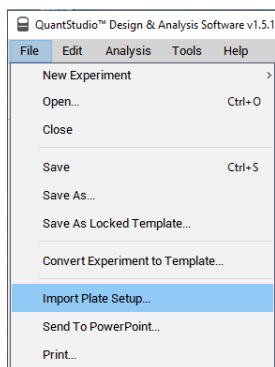 QuantStudio™ Design & Analysis Software v1.5.1
File Edit Analysis Tools Help
New Experiment
Open... Ctrl+O
Close
Save Ctrl+S
Save As...
Save As Locked Template...
Convert Experiment to Template...
Import Plate Setup...
Send To PowerPoint...
Print...